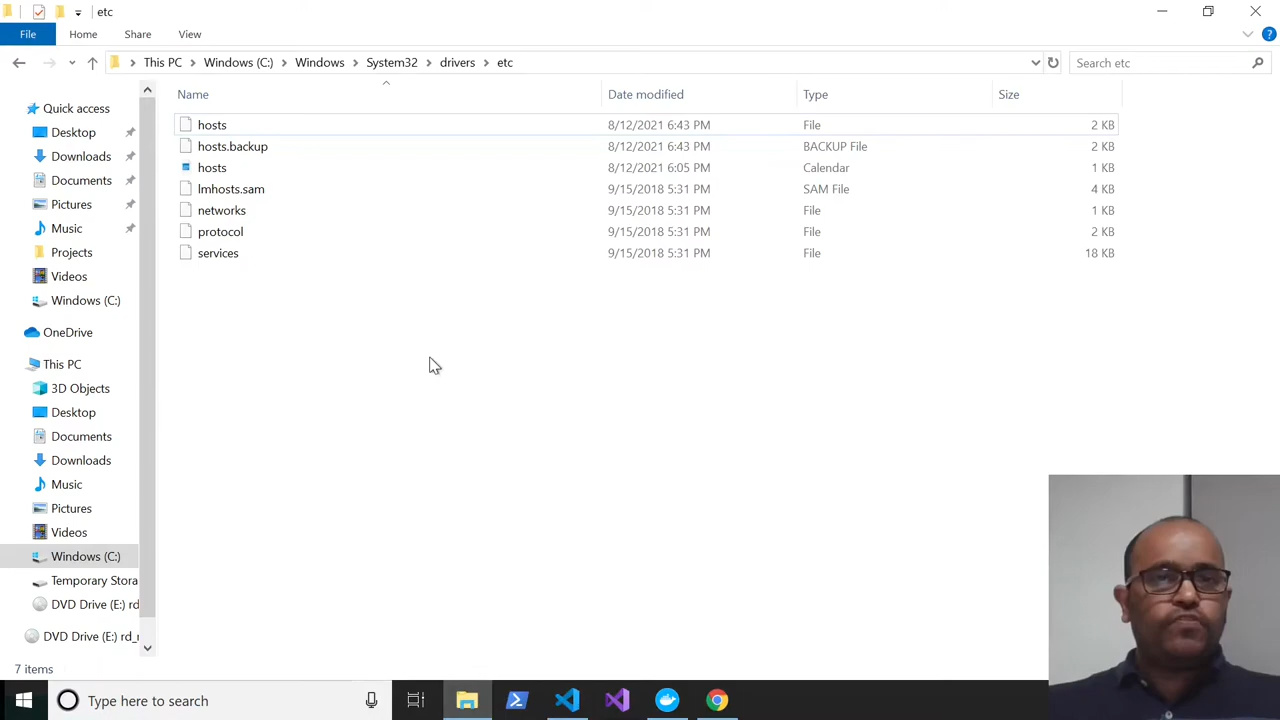 etc
File Home Share View
This PC Windows (C:) Windows System32 drivers etc Search etc
Name Date modified Type Size
hosts 8/12/2021 6:43 PM File 2 KB
hosts.backup 8/12/2021 6:43 PM BACKUP File 2 KB
hosts 8/12/2021 6:05 PM Calendar 1 KB
lmhosts.sam 9/15/2018 5:31 PM SAM File 4 KB
networks 9/15/2018 5:31 PM File 1 KB
protocol 9/15/2018 5:31 PM File 2 KB
services 9/15/2018 5:31 PM File 18 KB
Quick access
Desktop
Downloads
Documents
Pictures
Music
Projects
Videos
Windows (C:)
OneDrive
This PC
3D Objects
Desktop
Documents
Downloads
Music
Pictures
Videos
Windows (C:)
Temporary Stora
DVD Drive (E:) rd
DVD Drive (E:) rd_
7 items
Type here to search